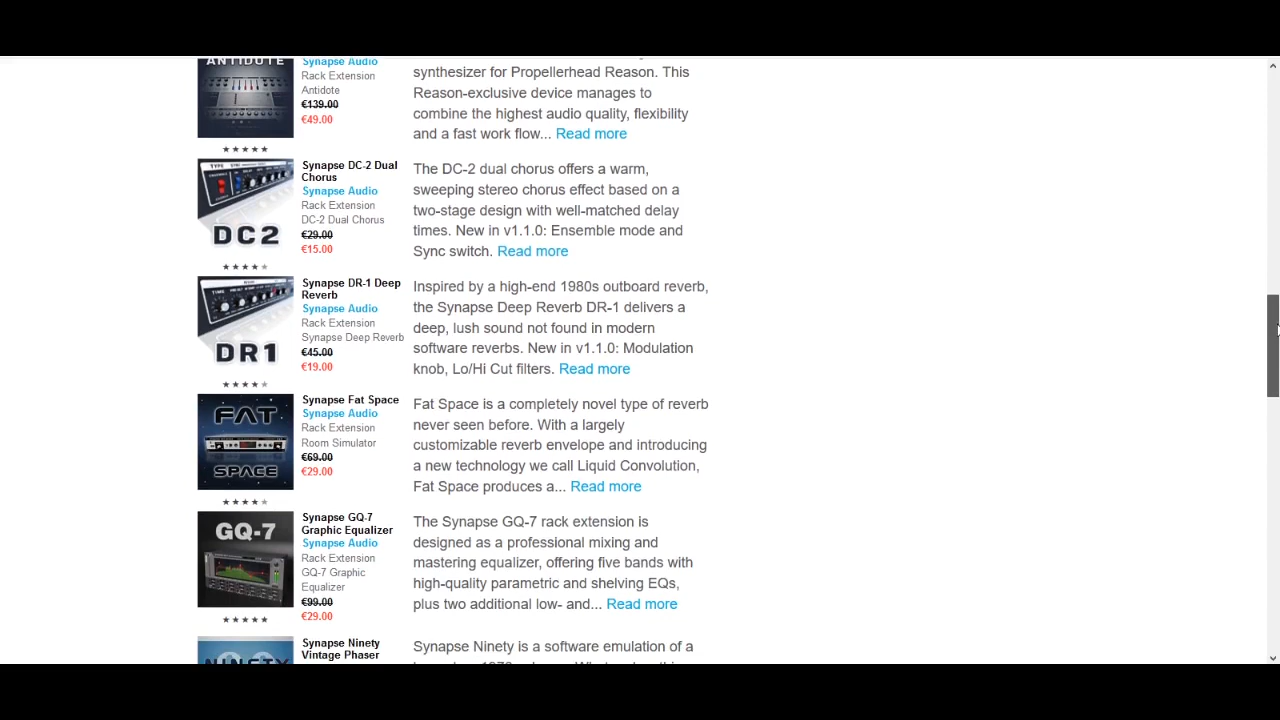 ANTIDOTE
Synapse Audio
Rack Extension
Antidote
€139.00
€49.00
synthesizer for Propellerhead Reason. This
Reason-exclusive device manages to
combine the highest audio quality, flexibility
and a fast work flow... Read more
DC2
Synapse DC-2 Dual
Chorus
Synapse Audio
Rack Extension
DC-2 Dual Chorus
€29.00
€15.00
The DC-2 dual chorus offers a warm,
sweeping stereo chorus effect based on a
two-stage design with well-matched delay
times. New in v1.1.0: Ensemble mode and
Sync switch. Read more
DR1
Synapse DR-1 Deep
Reverb
Synapse Audio
Rack Extension
Synapse Deep Reverb
€45.00
€19.00
Inspired by a high-end 1980s outboard reverb,
the Synapse Deep Reverb DR-1 delivers a
deep, lush sound not found in modern
software reverbs. New in v1.1.0: Modulation
knob, Lo/Hi Cut filters. Read more
FAT
SPACE
Synapse Fat Space
Synapse Audio
Rack Extension
Room Simulator
€69.00
€29.00
Fat Space is a completely novel type of reverb
never seen before. With a largely
customizable reverb envelope and introducing
a new technology we call Liquid Convolution,
Fat Space produces a... Read more
GQ-7
Synapse GQ-7
Graphic Equalizer
Synapse Audio
Rack Extension
GQ-7 Graphic
Equalizer
€99.00
€29.00
The Synapse GQ-7 rack extension is
designed as a professional mixing and
mastering equalizer, offering five bands with
high-quality parametric and shelving EQs,
plus two additional low- and... Read more
NINETY
Synapse Ninety
Vintage Phaser
Synapse Ninety is a software emulation of a